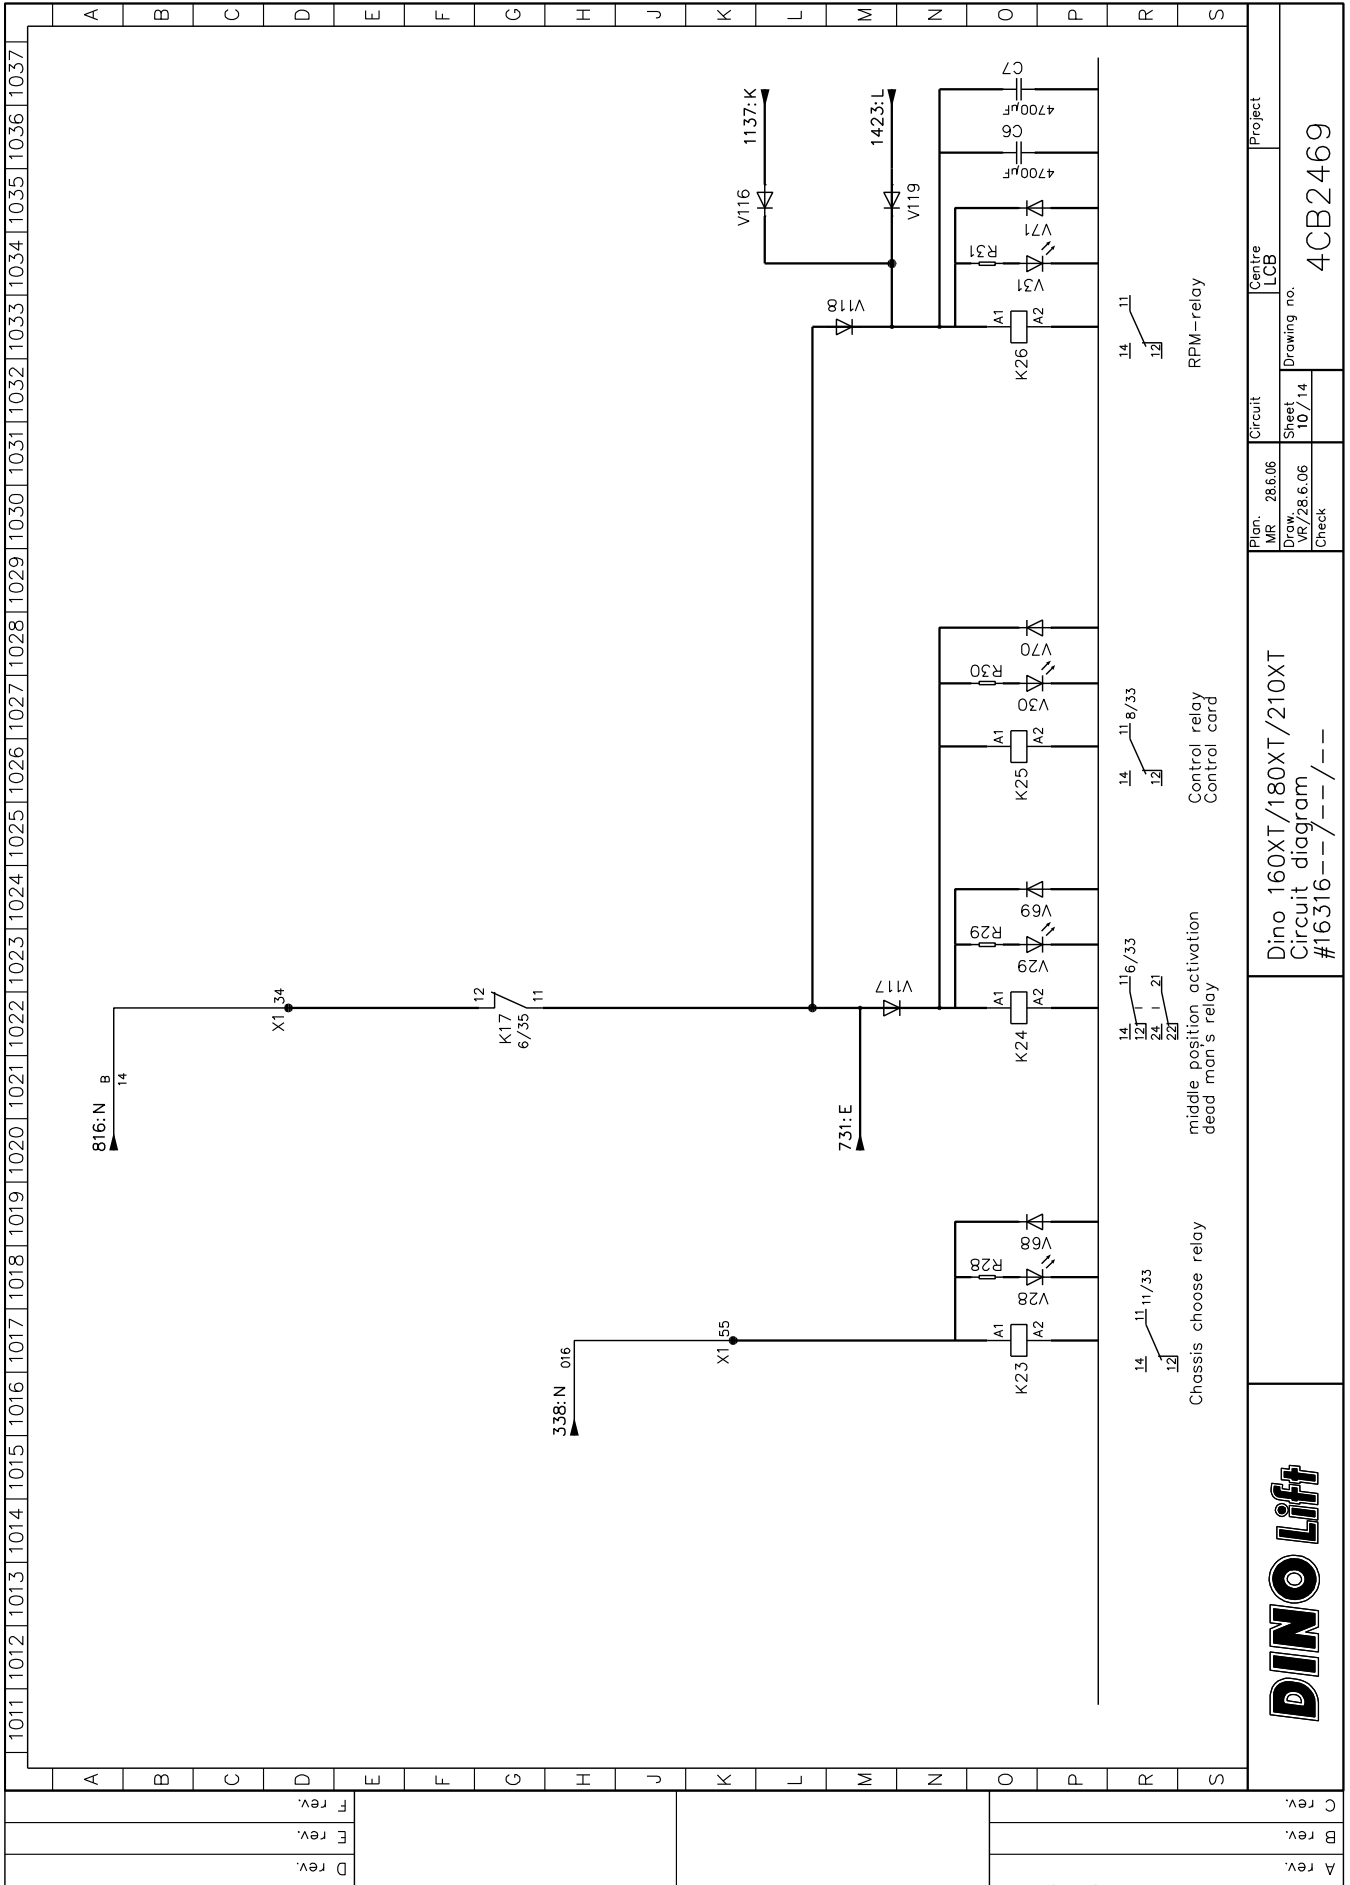 1011 1012 1013 1014 1015 1016 1017 1018 1019 1020 1021 1022 1023 1024 1025 1026 1027 1028 1029 1030 1031 1032 1033 1034 1035 1036 1037
A A
B B
C C
D D
E E
F F
G G
H H
J J
K K
L L
M M
N N
O O
P P
R R
S S
816:N
B
14
X1 34
12
K17
6/35
11
338:N
016
X1 55
731:E
V117
V118
V116
1137:K
V119
1423:L
A1
K23
A2
R28
V28
V68
A1
K24
A2
R29
V29
V69
A1
K25
A2
R30
V30
V70
A1
K26
A2
R31
V31
V71
C6
4700µF
C7
4700µF
14 11 11/33
12
Chassis choose relay
14 11 6/33
12
24 21
22
middle position activation
dead man's relay
14 11 8/33
12
Control relay
Control card
14 11
12
RPM-relay
DINO Lift
Dino 160XT/180XT/210XT
Circuit diagram
#16316--/--/--
Plan.
MR 28.6.06
Draw.
VR/28.6.06
Check
Circuit
Sheet
10/14
Centre
LCB
Project
Drawing no.
4CB2469
A rev.
B rev.
C rev.
D rev.
E rev.
F rev.